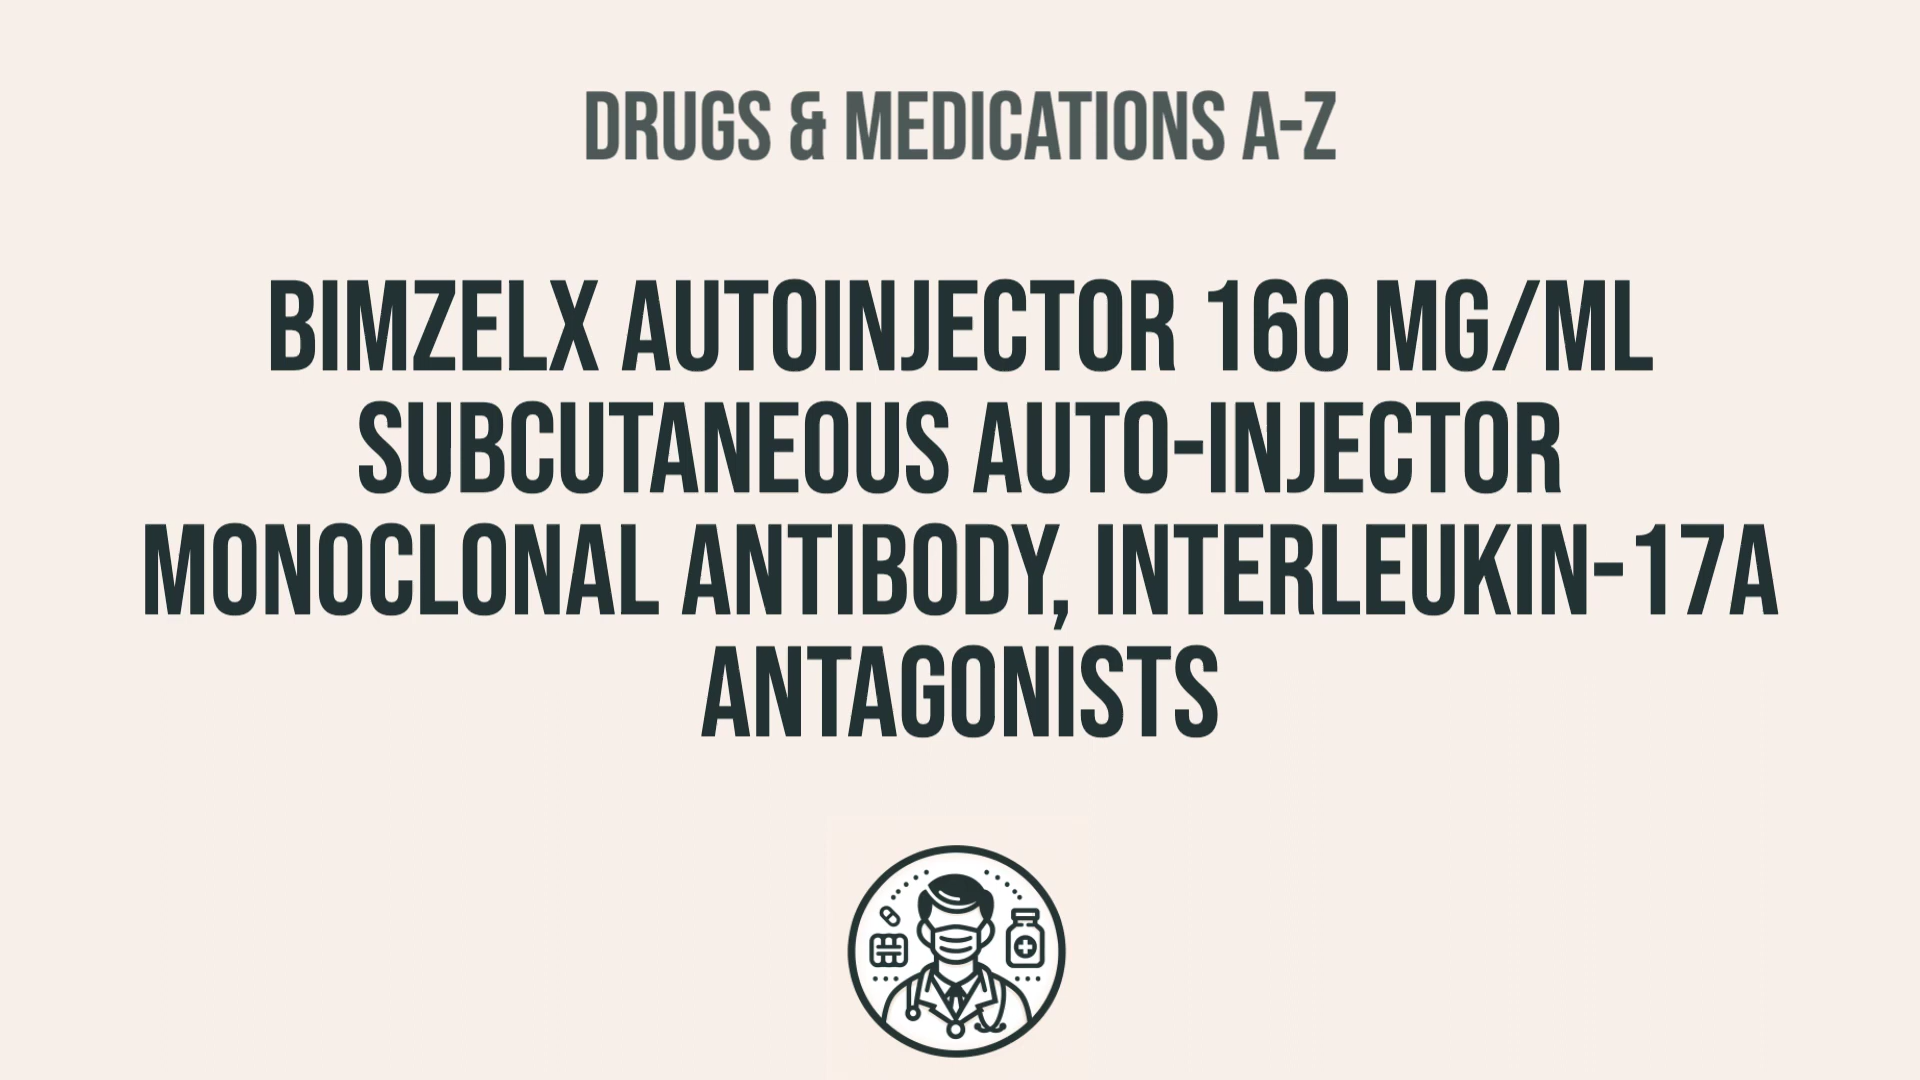 DRUGS & MEDICATIONS A-Z
BIMZELX AUTOINJECTOR 160 MG/ML
SUBCUTANEOUS AUTO-INJECTOR
MONOCLONAL ANTIBODY, INTERLEUKIN-17A
ANTAGONISTS